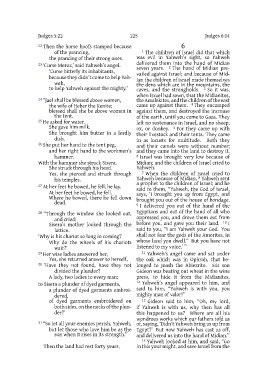 Judges 5:22
225
Judges 6:14
22 Then the horse hoofs stamped because
of the prancing,
the prancing of their strong ones.
23 'Curse Meroz,' said Yahweh's angel.
'Curse bitterly its inhabitants,
because they didn't come to help Yahweh,
to help Yahweh against the mighty.'
24 "Jael shall be blessed above women,
the wife of Heber the Kenite;
blessed shall she be above women in
the tent.
25 He asked for water.
She gave him milk.
She brought him butter in a lordly
dish.
26 She put her hand to the tent peg,
and her right hand to the workmen's
hammer.
With the hammer she struck Sisera.
She struck through his head.
Yes, she pierced and struck through
his temples.
27 At her feet he bowed, he fell, he lay.
At her feet he bowed, he fell.
Where he bowed, there he fell down
dead.
28 "Through the window she looked out,
and cried:
Sisera's mother looked through the
lattice.
'Why is his chariot so long in coming?
Why do the wheels of his chariots
wait?'
29 Her wise ladies answered her,
Yes, she returned answer to herself,
30 'Have they not found, have they not
divided the plunder?
A lady, two ladies to every man;
to Sisera a plunder of dyed garments,
a plunder of dyed garments embroidered,
of dyed garments embroidered on
both sides, on the necks of the plunder?'
31 "So let all your enemies perish, Yahweh,
but let those who love him be as the
sun when it rises in its strength."
Then the land had rest forty years.
6
1 The children of Israel did that which
was evil in Yahweh's sight, so Yahweh
delivered them into the hand of Midian
seven years. 2 The hand of Midian prevailed
against Israel; and because of Midian
the children of Israel made themselves
the dens which are in the mountains, the
caves, and the strongholds. 3 So it was,
when Israel had sown, that the Midianites,
the Amalekites, and the children of the east
came up against them. 4 They encamped
against them, and destroyed the increase
of the earth, until you come to Gaza. They
left no sustenance in Israel, and no sheep,
ox, or donkey. 5 For they came up with
their livestock and their tents. They came
in as locusts for multitude. Both they
and their camels were without number;
and they came into the land to destroy it.
6 Israel was brought very low because of
Midian; and the children of Israel cried to
Yahweh.
7 When the children of Israel cried to
Yahweh because of Midian, 8 Yahweh sent
a prophet to the children of Israel; and he
said to them, "Yahweh, the God of Israel,
says, 'I brought you up from Egypt, and
brought you out of the house of bondage.
9 I delivered you out of the hand of the
Egyptians and out of the hand of all who
oppressed you, and drove them out from
before you, and gave you their land. 10 I
said to you, "I am Yahweh your God. You
shall not fear the gods of the Amorites, in
whose land you dwell." But you have not
listened to my voice.'"
11 Yahweh's angel came and sat under
the oak which was in Ophrah, that belonged
to Joash the Abiezrite. His son
Gideon was beating out wheat in the wine
press, to hide it from the Midianites.
12 Yahweh's angel appeared to him, and
said to him, "Yahweh is with you, you
mighty man of valor!"
13 Gideon said to him, "Oh, my lord,
if Yahweh is with us, why then has all
this happened to us? Where are all his
wondrous works which our fathers told us
of, saying, 'Didn't Yahweh bring us up from
Egypt?' But now Yahweh has cast us off,
and delivered us into the hand of Midian."
14 Yahweh looked at him, and said, "Go
in this your might, and save Israel from the